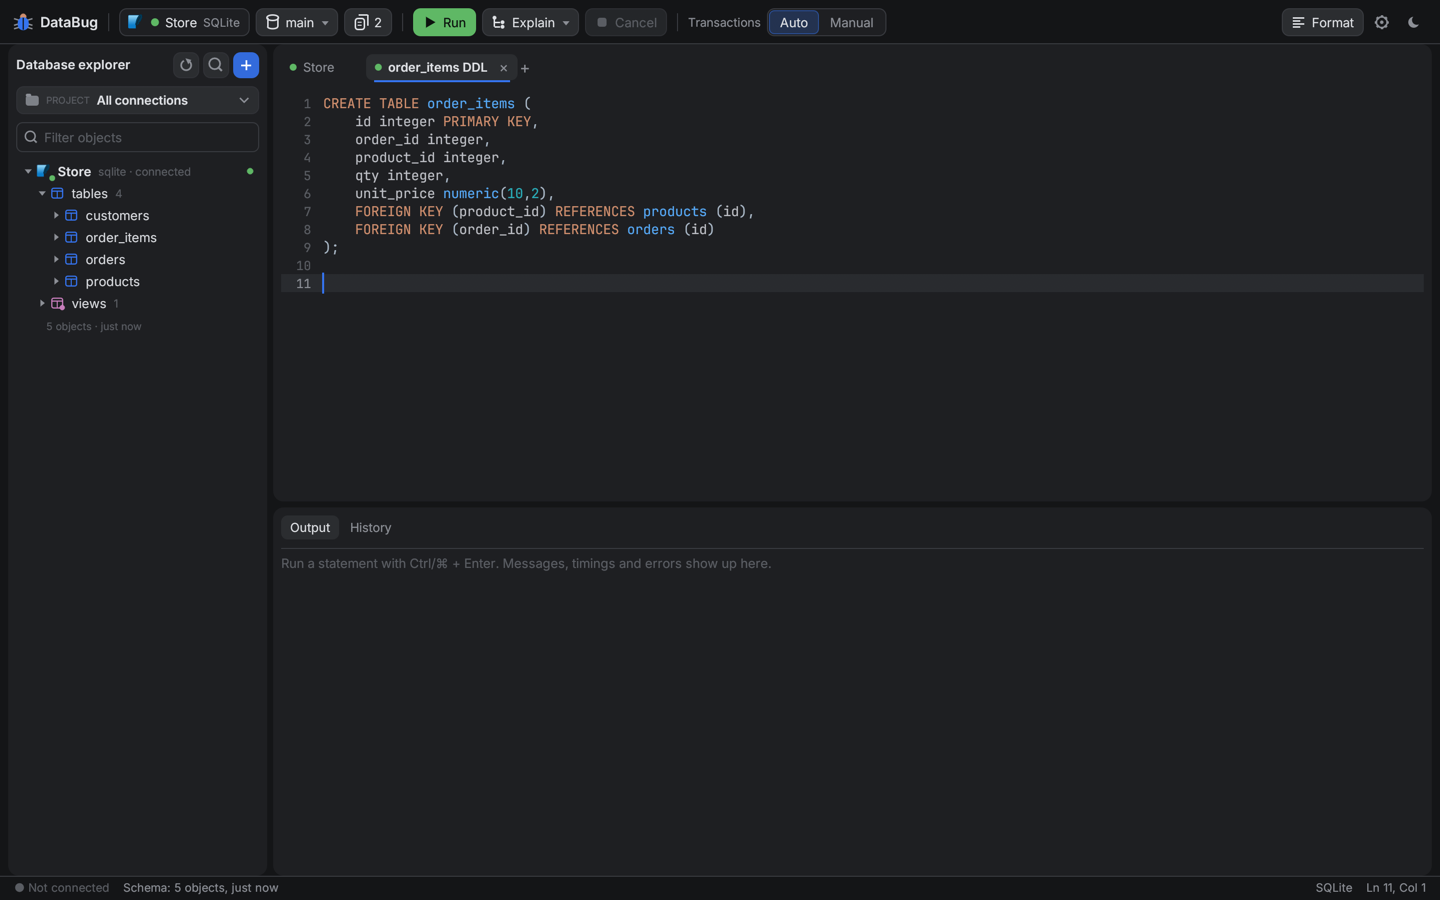 DataBug
Store SQLite
main
2
Run
Explain
Cancel
Transactions
Auto
Manual
Format
Database explorer
PROJECT All connections
Filter objects
Store sqlite · connected
tables 4
customers
order_items
orders
products
views 1
5 objects · just now
Store
order_items DDL × +
1 CREATE TABLE order_items (
2 id integer PRIMARY KEY,
3 order_id integer,
4 product_id integer,
5 qty integer,
6 unit_price numeric(10,2),
7 FOREIGN KEY (product_id) REFERENCES products (id),
8 FOREIGN KEY (order_id) REFERENCES orders (id)
9 );
10
11
Output
History
Run a statement with Ctrl/⌘ + Enter. Messages, timings and errors show up here.
Not connected
Schema: 5 objects, just now
SQLite
Ln 11, Col 1